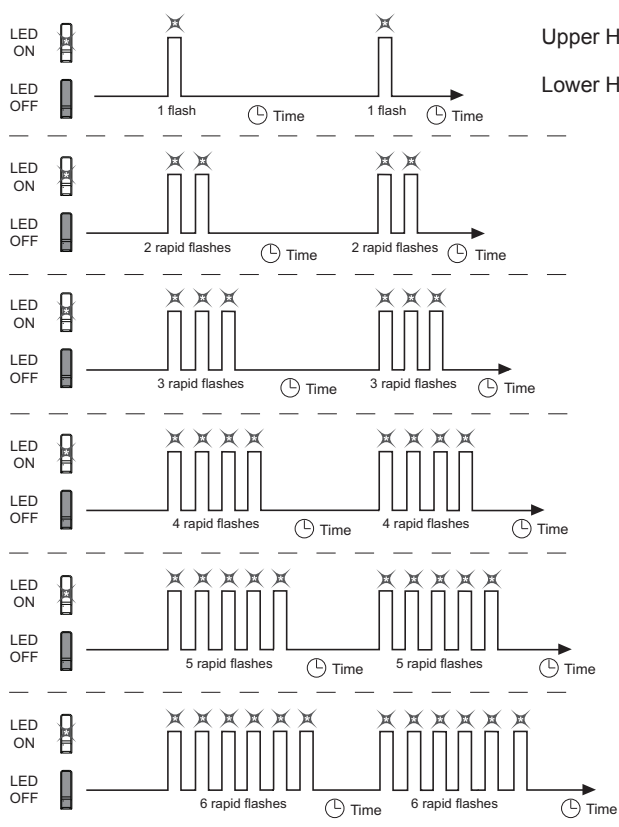 LED
ON
Upper H
LED
OFF
Lower H
1 flash Time 1 flash Time
LED
ON
LED
OFF
2 rapid flashes Time 2 rapid flashes Time
LED
ON
LED
OFF
3 rapid flashes Time 3 rapid flashes Time
LED
ON
LED
OFF
4 rapid flashes Time 4 rapid flashes Time
LED
ON
LED
OFF
5 rapid flashes Time 5 rapid flashes Time
LED
ON
LED
OFF
6 rapid flashes Time 6 rapid flashes Time